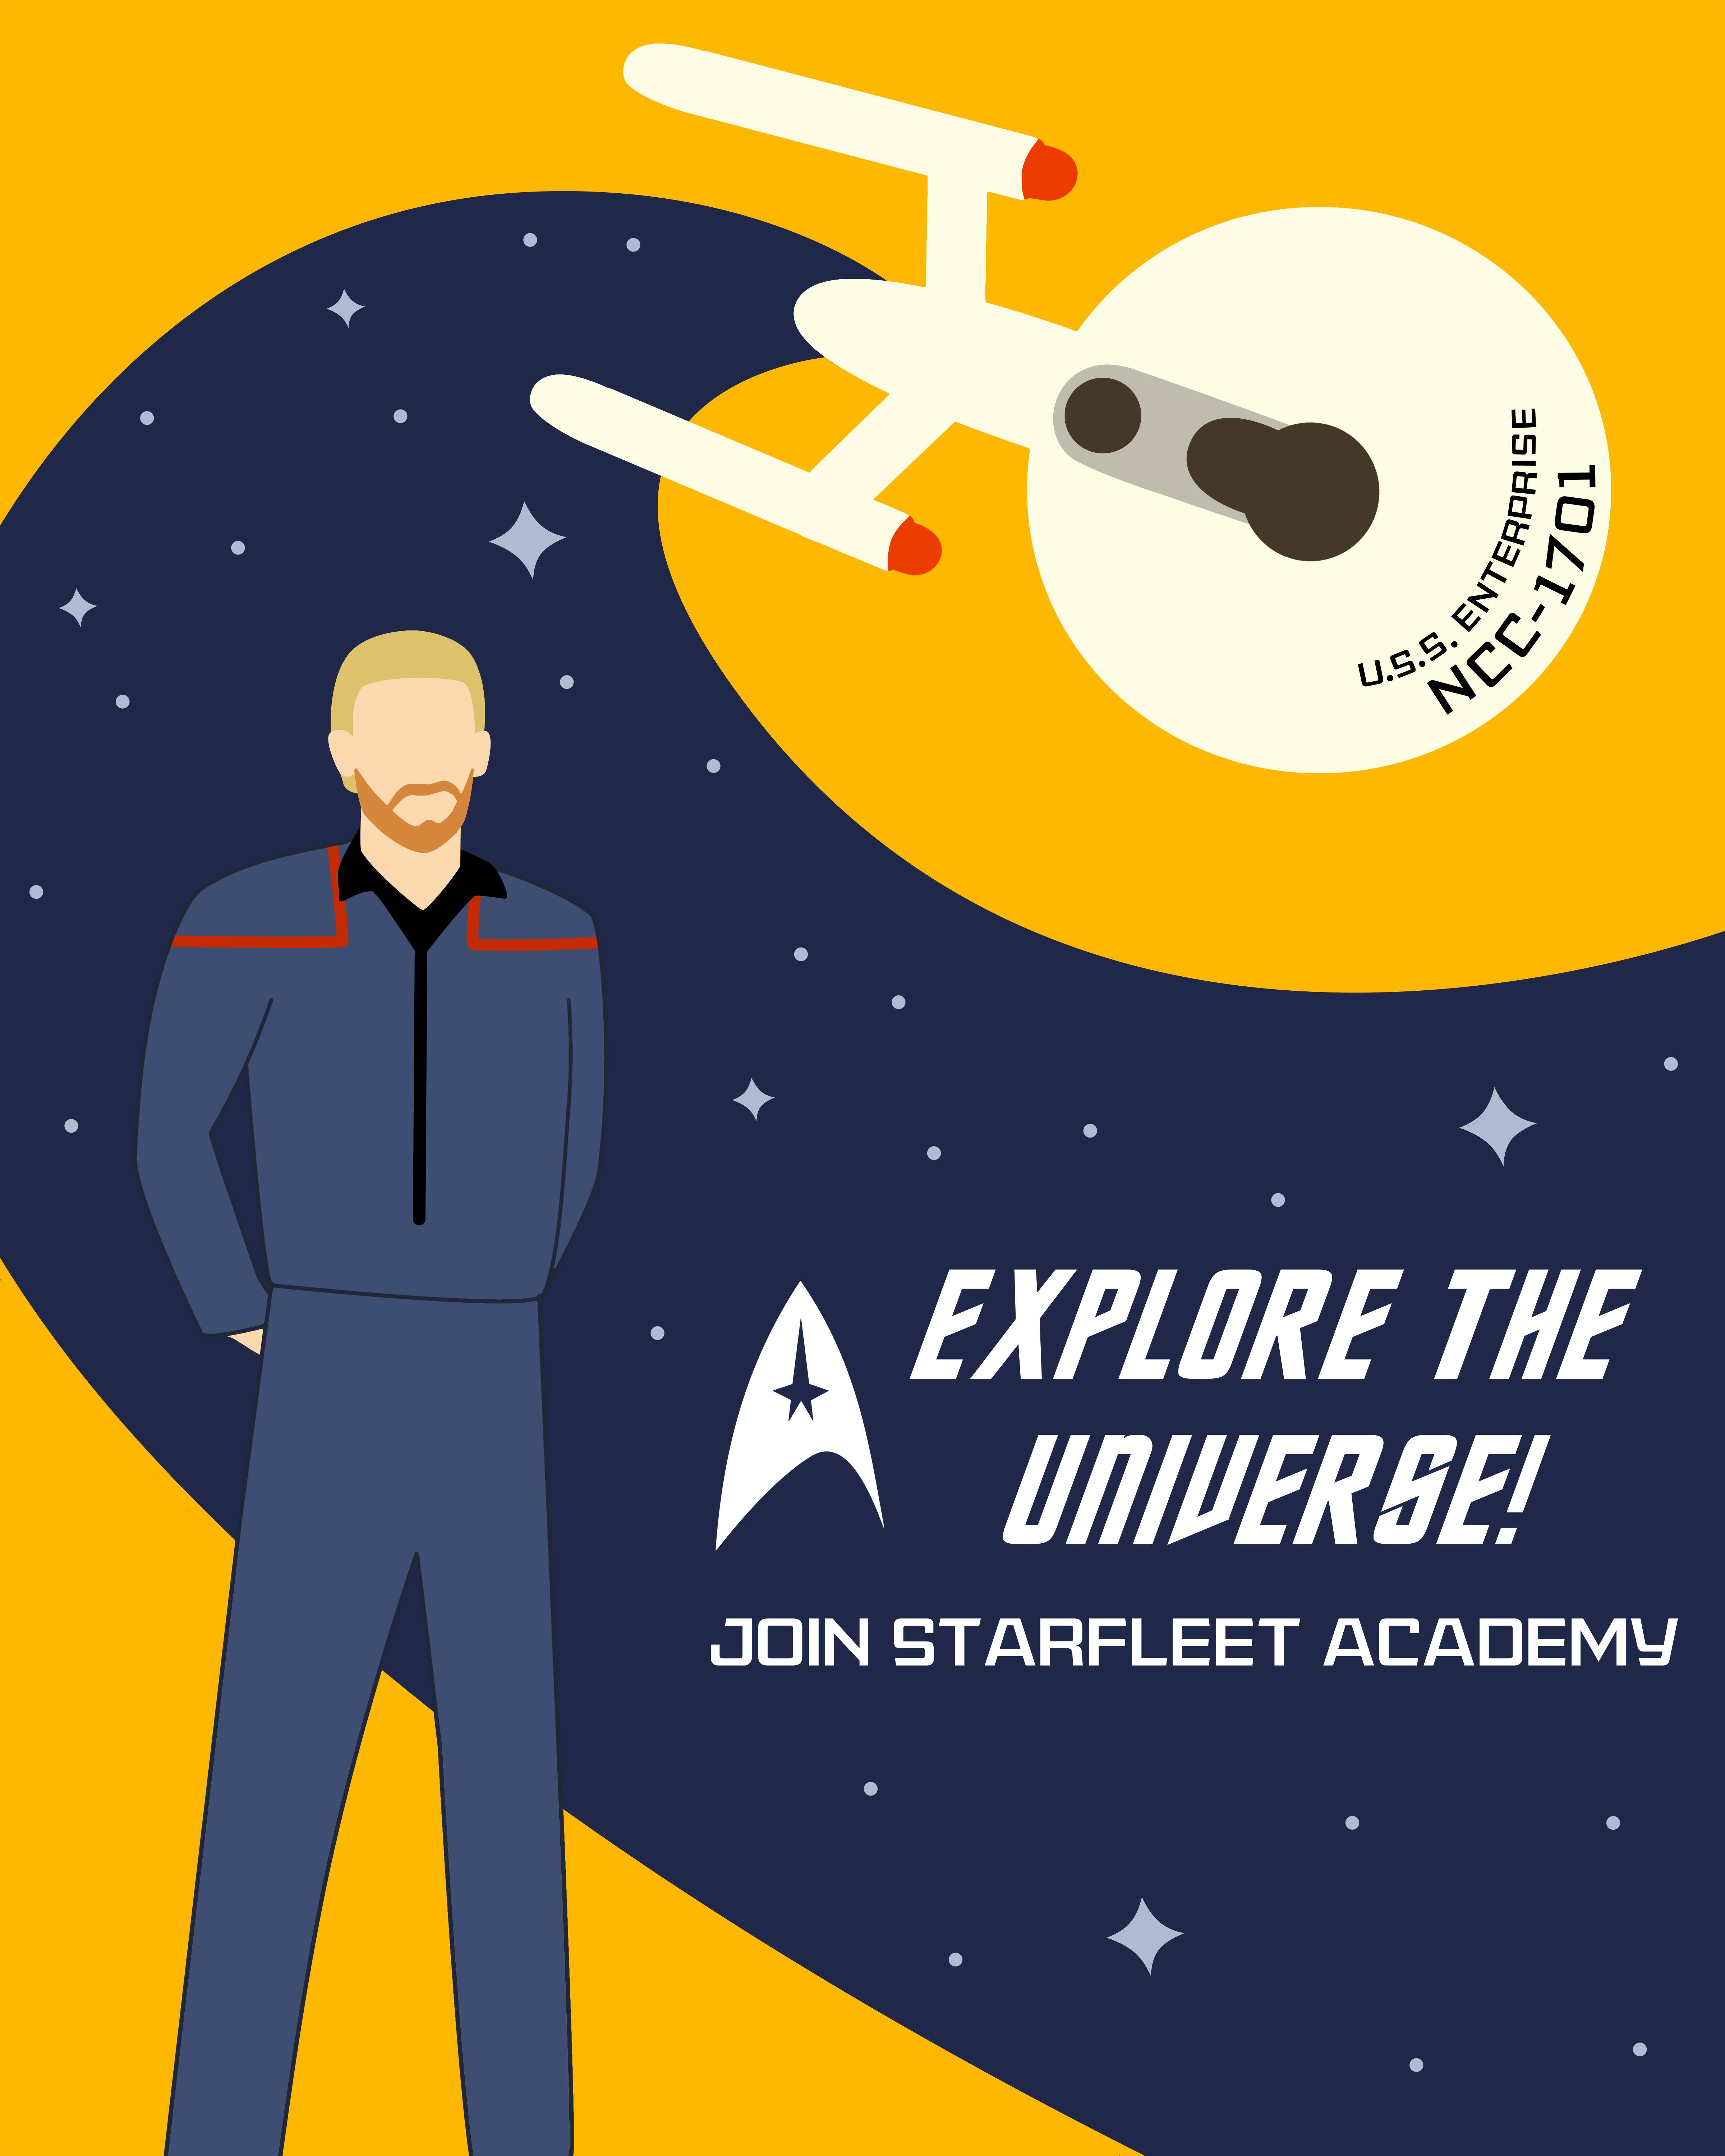 U.S.S. ENTERPRISE
NCC-1701
EXPLORE THE
UNIVERSE!
JOIN STARFLEET ACADEMY